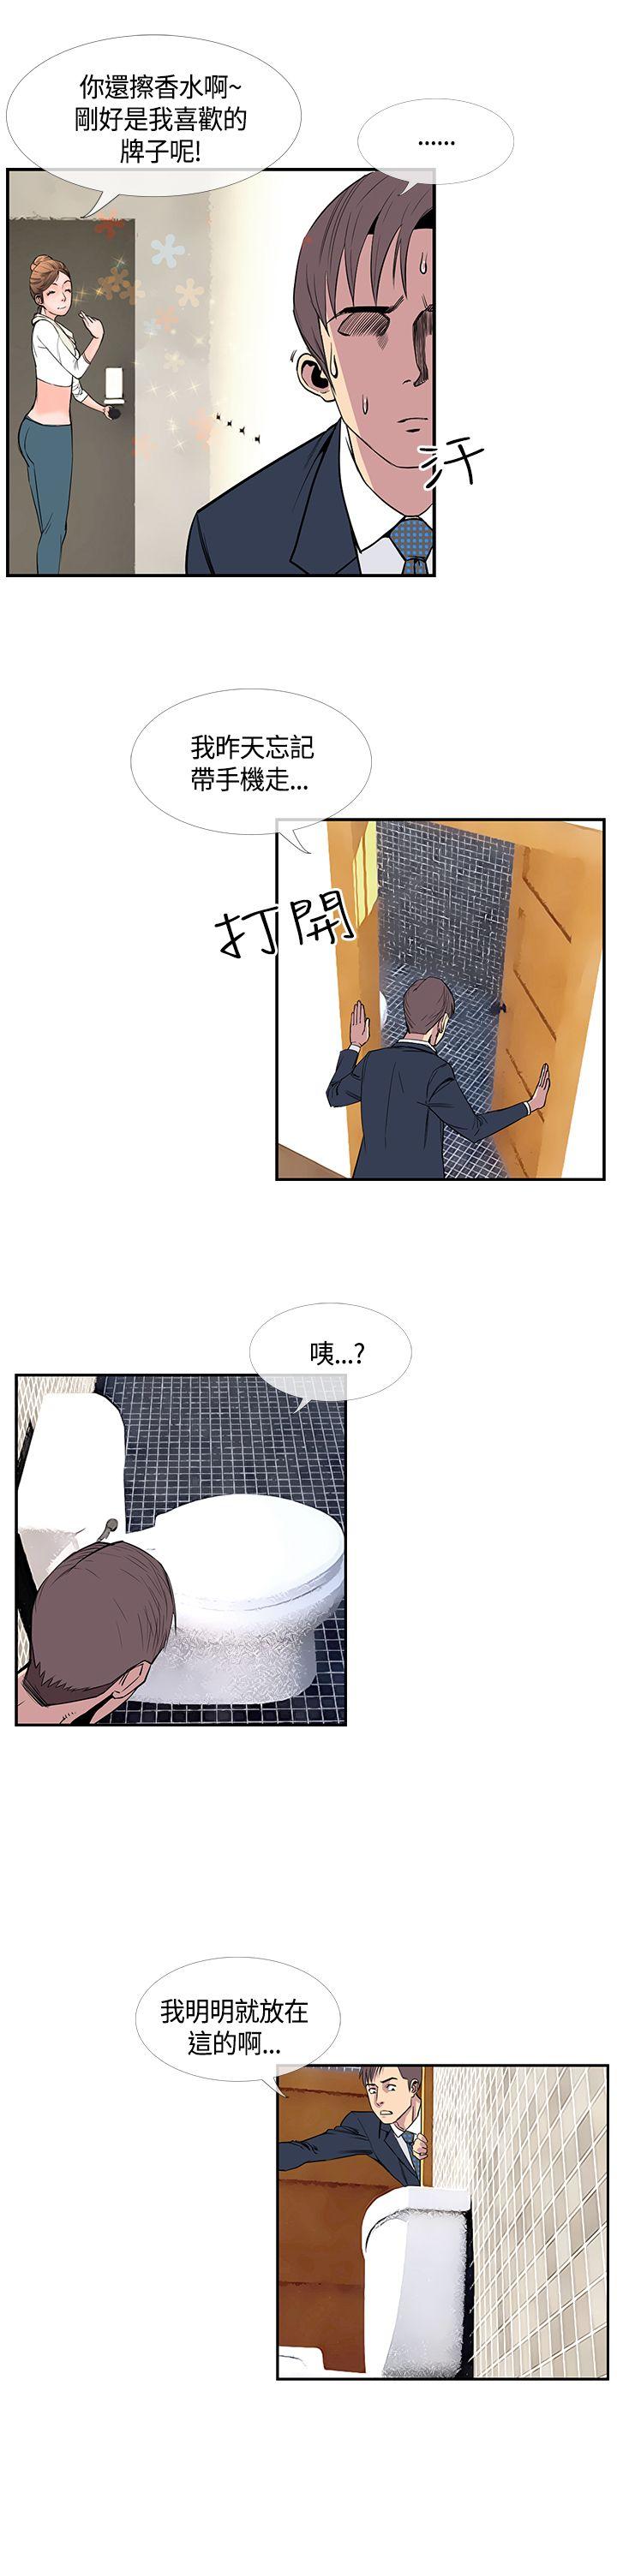 你還擦香水啊~
剛好是我喜歡的
牌子呢!
......
汗
我昨天忘記
帶手機走...
打開
咦...?
我明明就放在
這的啊...